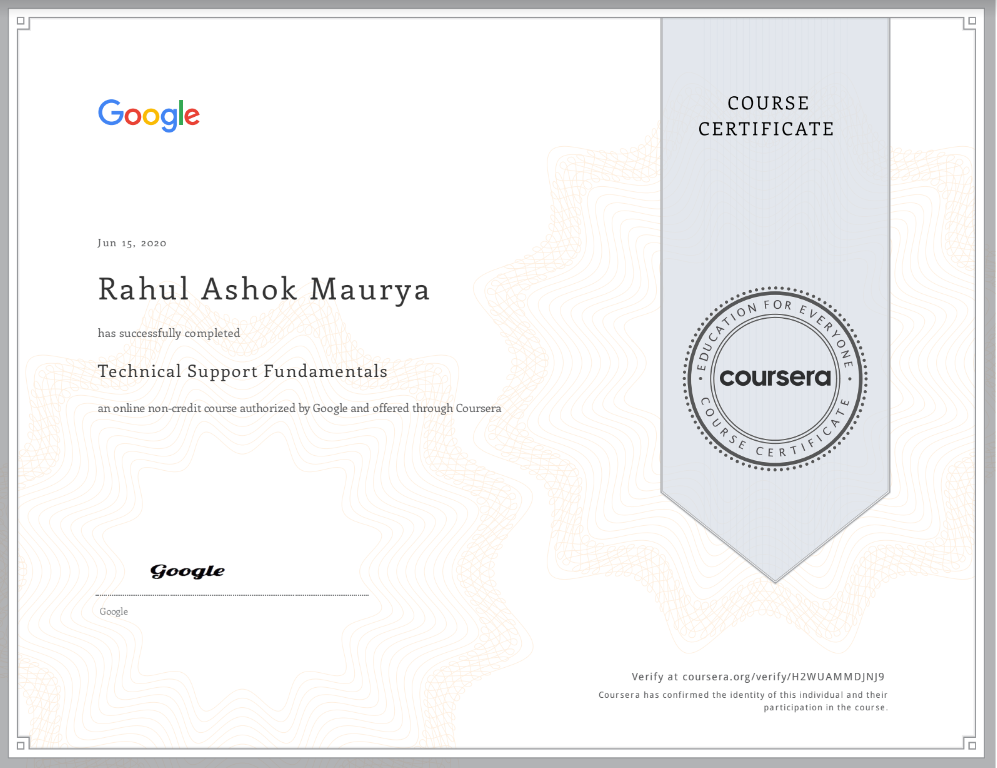 Google
COURSE
CERTIFICATE
Jun 15, 2020
Rahul Ashok Maurya
has successfully completed
Technical Support Fundamentals
an online non-credit course authorized by Google and offered through Coursera
EDUCATION FOR EVERYONE
coursera
COURSE CERTIFICATE
Google
Google
Verify at coursera.org/verify/H2WUAMMDJNJ9
Coursera has confirmed the identity of this individual and their
participation in the course.